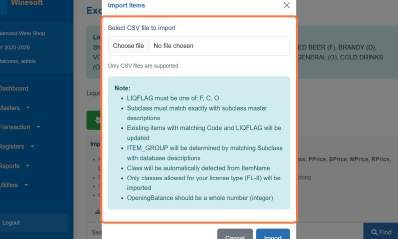 Winesoft
Import Items
Select CSV file to import
Choose file No file chosen
Only CSV files are supported
Note:
• LIQFLAG must be one of: F, C, O
• Subclass must match exactly with subclass master
descriptions
• Existing items with matching Code and LIQFLAG will be
updated
• ITEM_GROUP will be determined by matching Subclass
with database descriptions
• Class will be automatically detected from ItemName
• Only classes allowed for your license type (FL-II) will be
imported
• OpeningBalance should be a whole number (integer)
Cancel Import
Wine Shop
2025-2026
admin
Dashboard
Masters
Transaction
Registers
Reports
Utilities
Logout
ED BEER (F), BRANDY (D),
GENERAL (O), COLD DRINKS
PPrice, BPrice, MPrice, RPrice,
Find